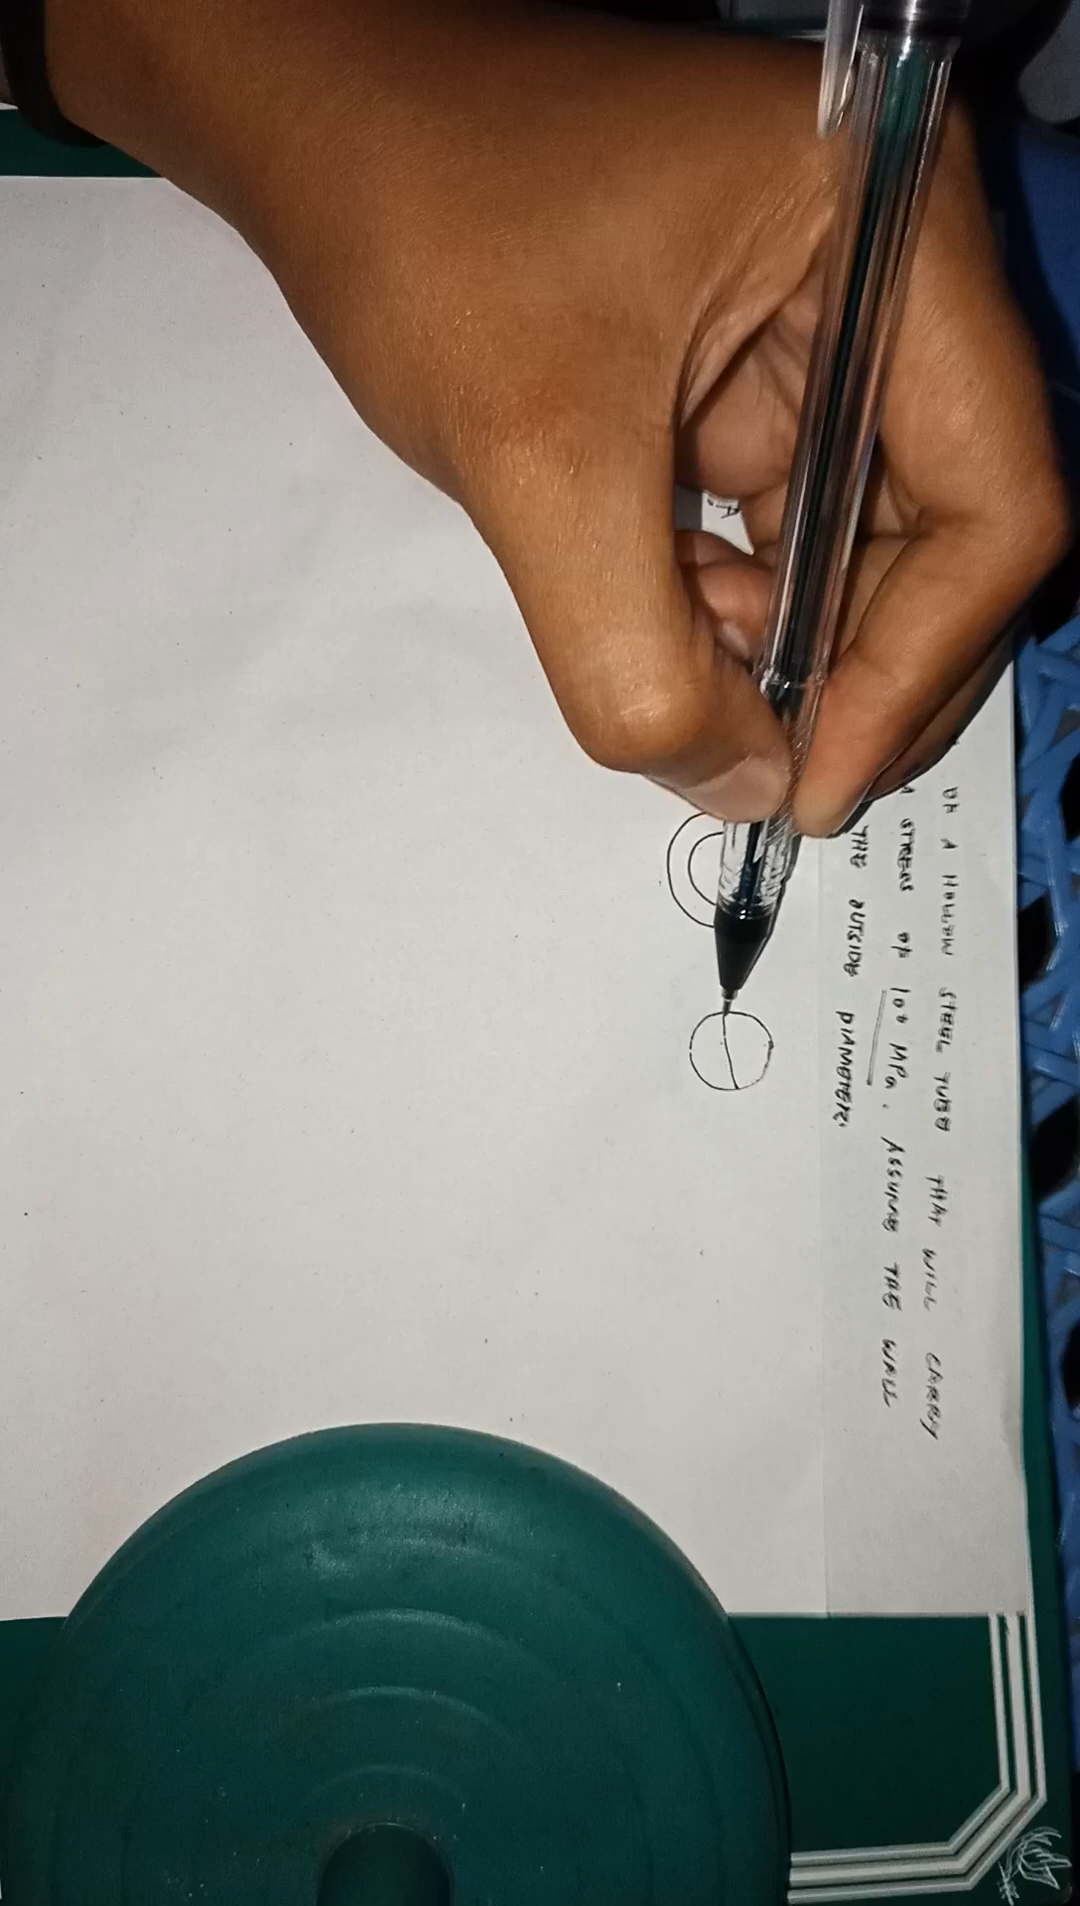 OF A HOLLOW STEEL TUBE THAT WILL CARRY
A STRESS OF 100 MPa. ASSUME THE WALL
THE OUTSIDE DIAMETER.